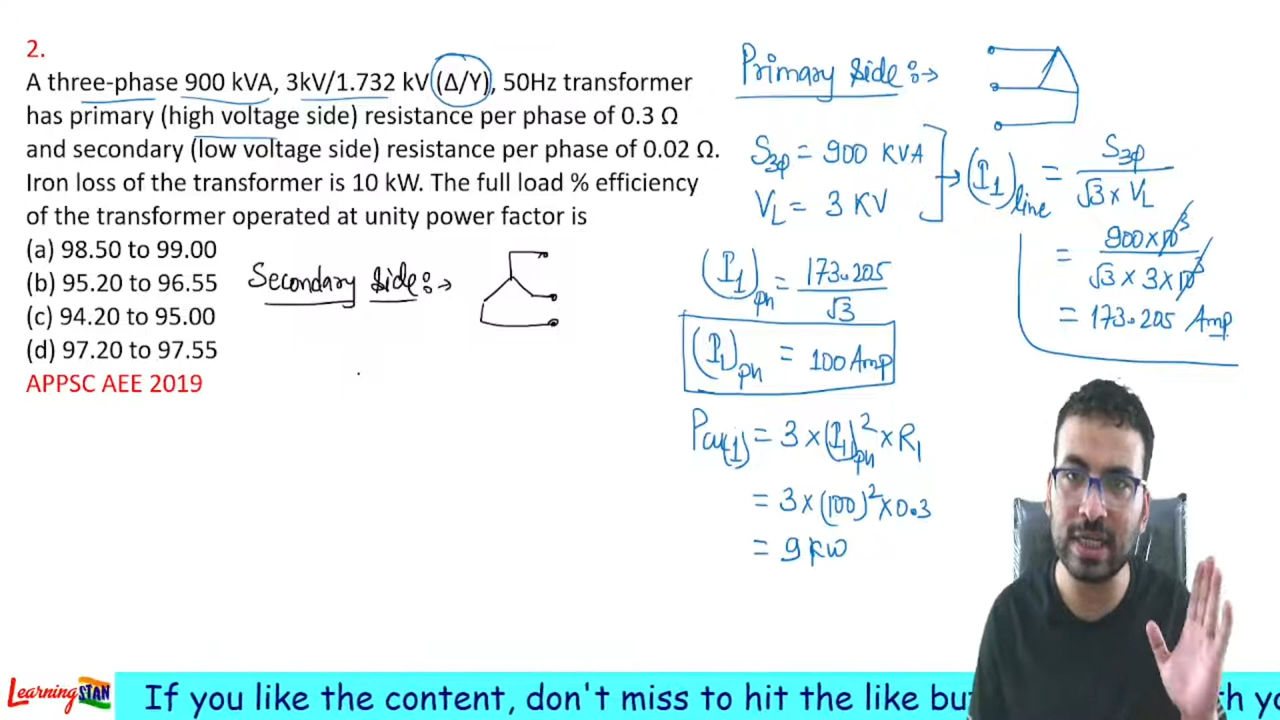 2.
A three-phase 900 kVA, 3kV/1.732 kV (Δ/Y), 50Hz transformer
has primary (high voltage side) resistance per phase of 0.3 Ω
and secondary (low voltage side) resistance per phase of 0.02 Ω.
Iron loss of the transformer is 10 kW. The full load % efficiency
of the transformer operated at unity power factor is
(a) 98.50 to 99.00
(b) 95.20 to 96.55
(c) 94.20 to 95.00
(d) 97.20 to 97.55
APPSC AEE 2019
Secondary Side:→
Primary Side:→
S3φ = 900 KVA
VL = 3 KV
(I1)line = S3φ / √3 × VL
= 900×10³ / √3 × 3 × 10³
= 173.205 Amp
(I1)ph = 173.205 / √3
(I1)ph = 100 Amp
Pcu(1) = 3 × (I1)ph² × R1
= 3 × (100)² × 0.3
= 9 KW
LearningSTAN
If you like the content, don't miss to hit the like bu